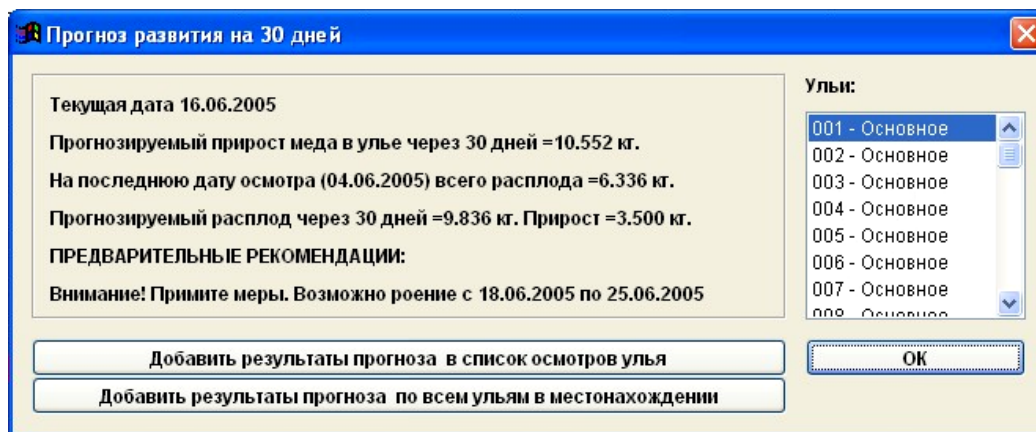 Прогноз развития на 30 дней
Текущая дата 16.06.2005
Прогнозируемый прирост меда в улье через 30 дней =10.552 кг.
На последнюю дату осмотра (04.06.2005) всего расплода =6.336 кг.
Прогнозируемый расплод через 30 дней =9.836 кг. Прирост =3.500 кг.
ПРЕДВАРИТЕЛЬНЫЕ РЕКОМЕНДАЦИИ:
Внимание! Примите меры. Возможно роение с 18.06.2005 по 25.06.2005
Ульи:
001 - Основное
002 - Основное
003 - Основное
004 - Основное
005 - Основное
006 - Основное
007 - Основное
008 - Основное
Добавить результаты прогноза в список осмотров улья
ОК
Добавить результаты прогноза по всем ульям в местонахождении